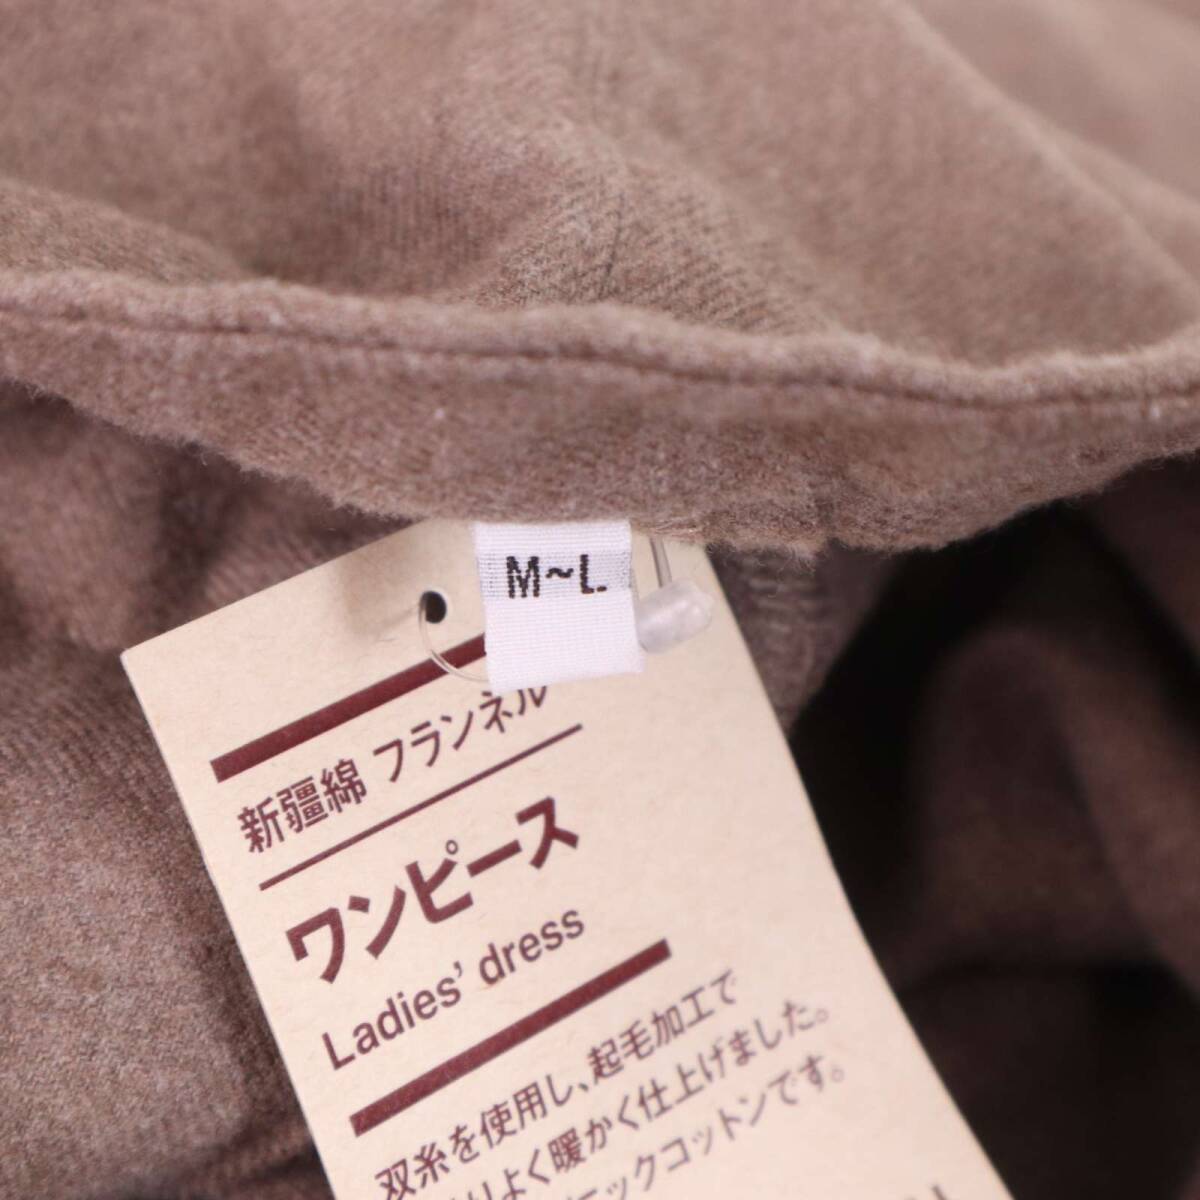 M~L
新疆綿 フランネル
ワンピース
Ladies' dress
双糸を使用し、起毛加工で
よく暖かく仕上げました。
ニックコットンです。